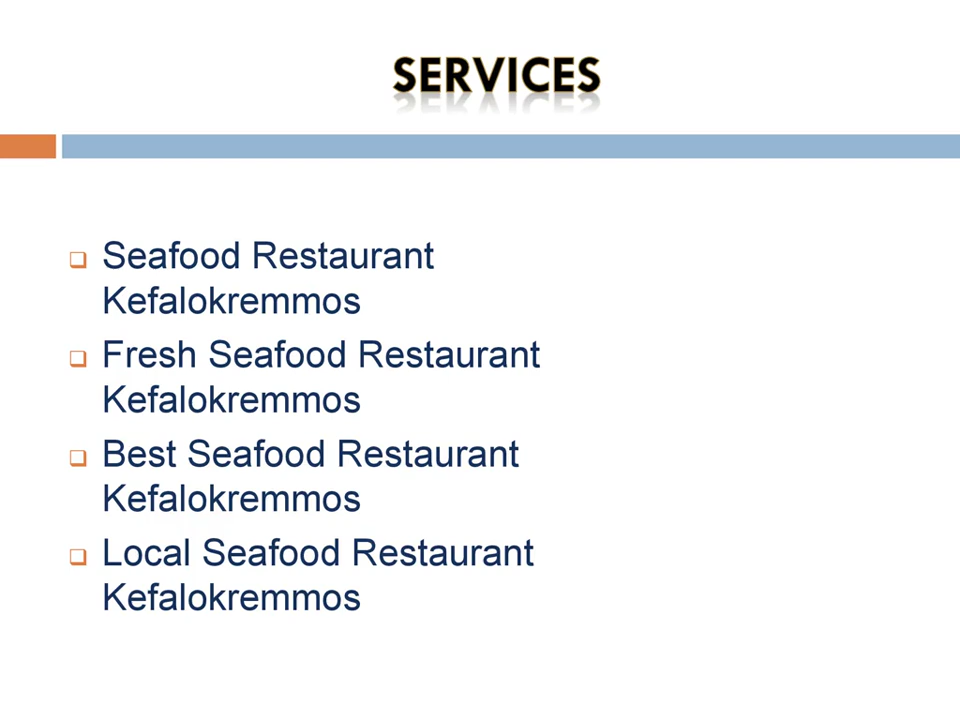 SERVICES
Seafood Restaurant
Kefalokremmos
Fresh Seafood Restaurant
Kefalokremmos
Best Seafood Restaurant
Kefalokremmos
Local Seafood Restaurant
Kefalokremmos